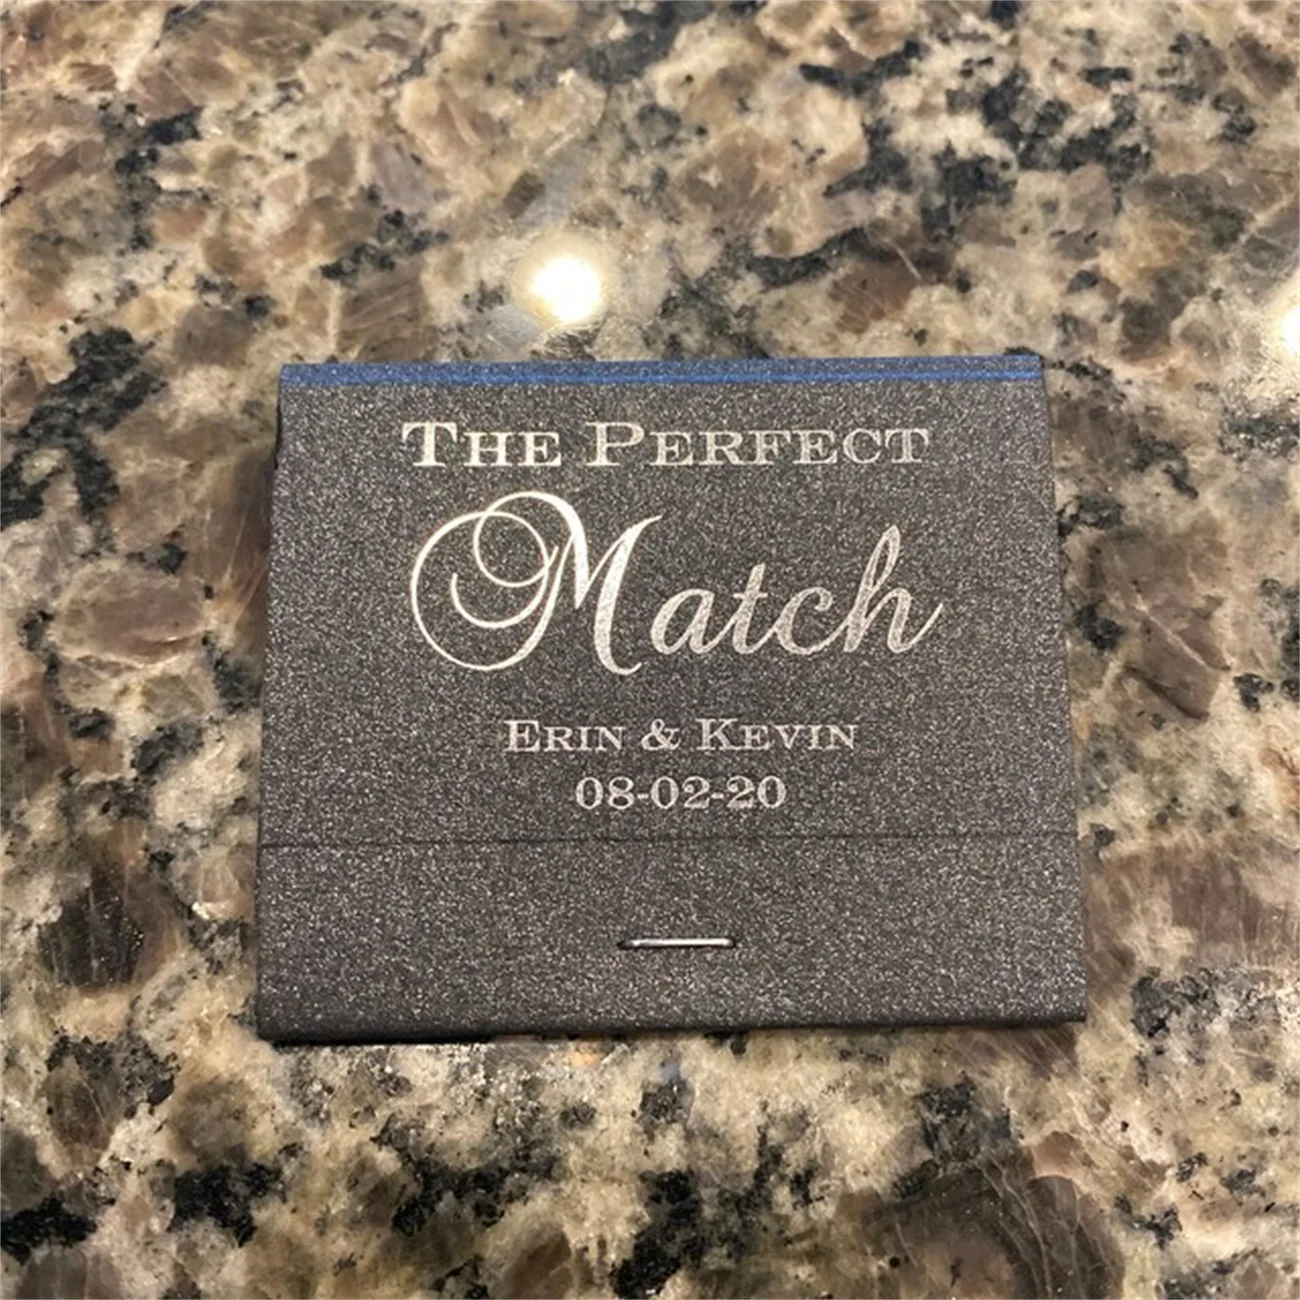 The Perfect
Match
Erin & Kevin
08-02-20